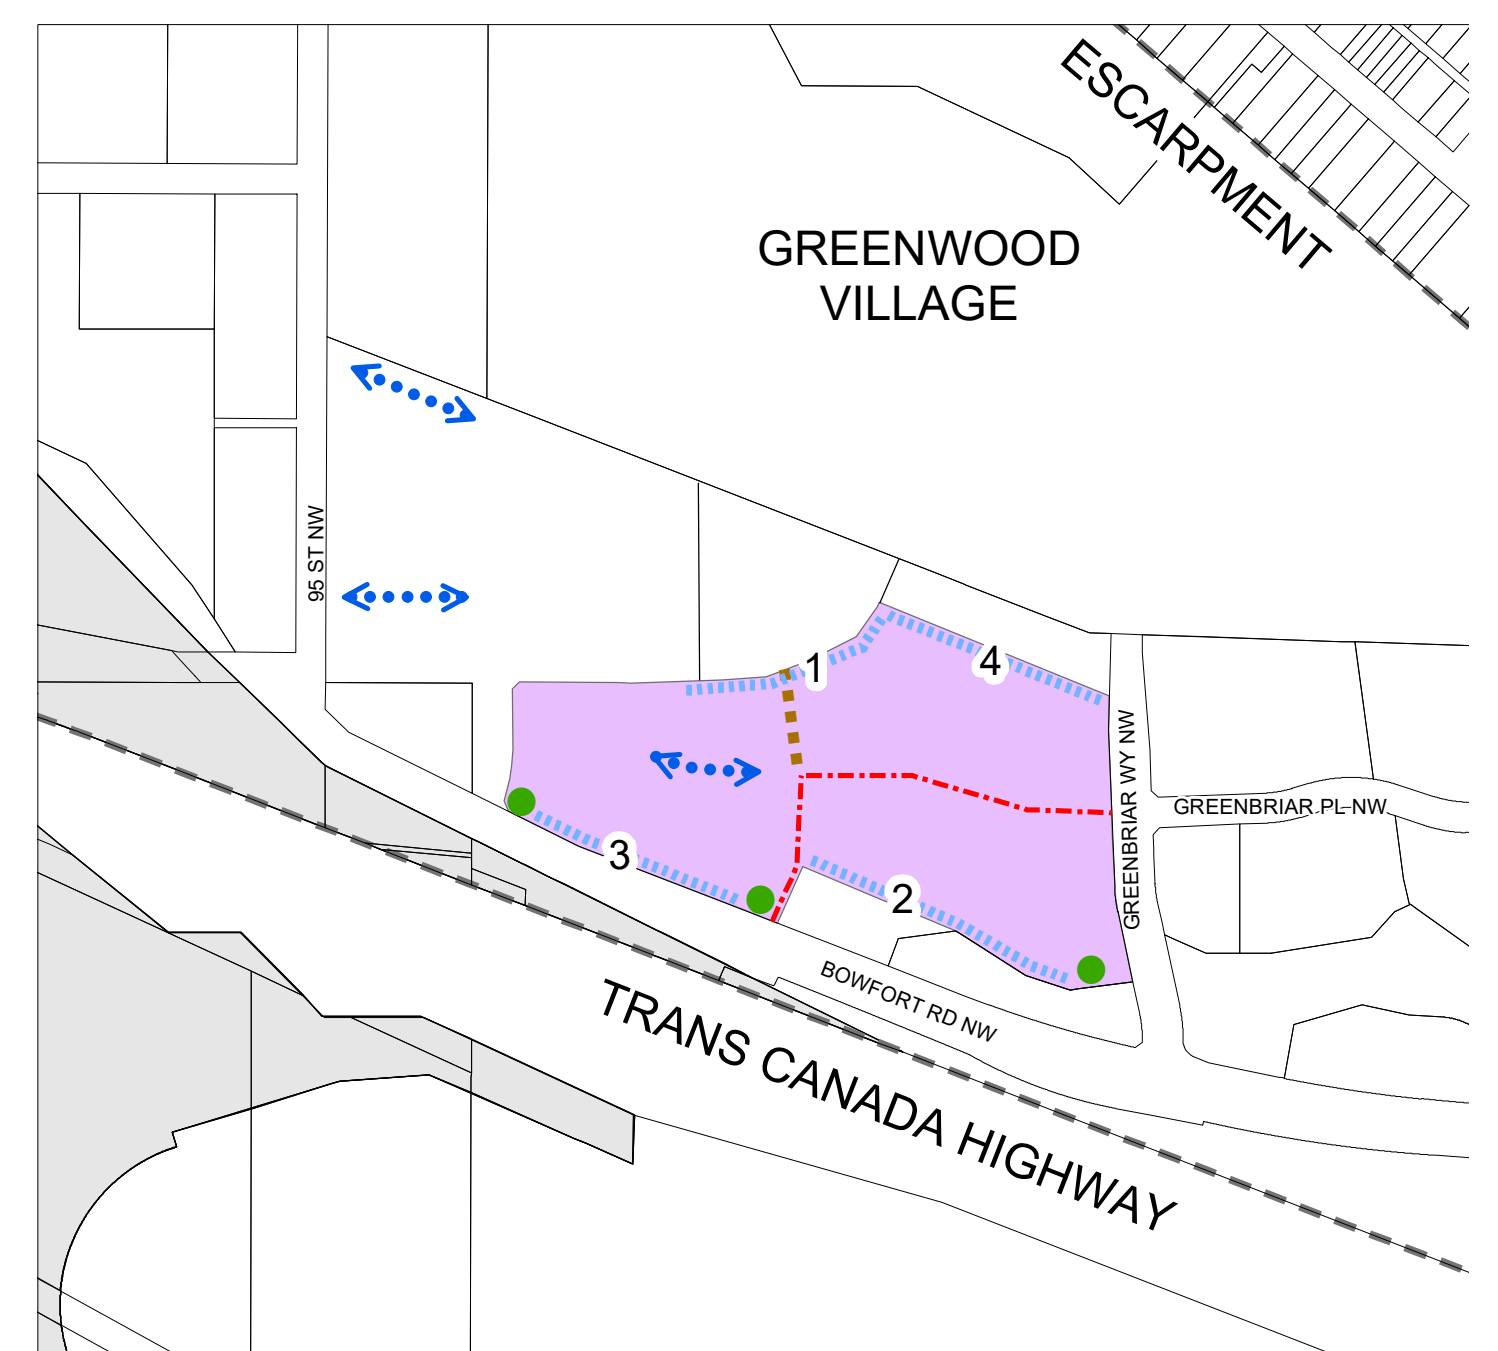 ESCARPMENT
GREENWOOD
VILLAGE
95 ST NW
1
4
GREENBRIAR WY NW
GREENBRIAR PL NW
3
2
BOWFORT RD NW
TRANS CANADA HIGHWAY